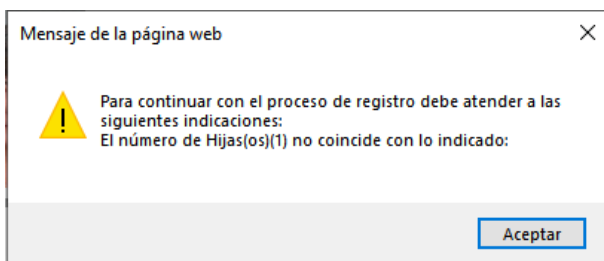 Mensaje de la página web
Para continuar con el proceso de registro debe atender a las
siguientes indicaciones:
El número de Hijas(os)(1) no coincide con lo indicado:
Aceptar